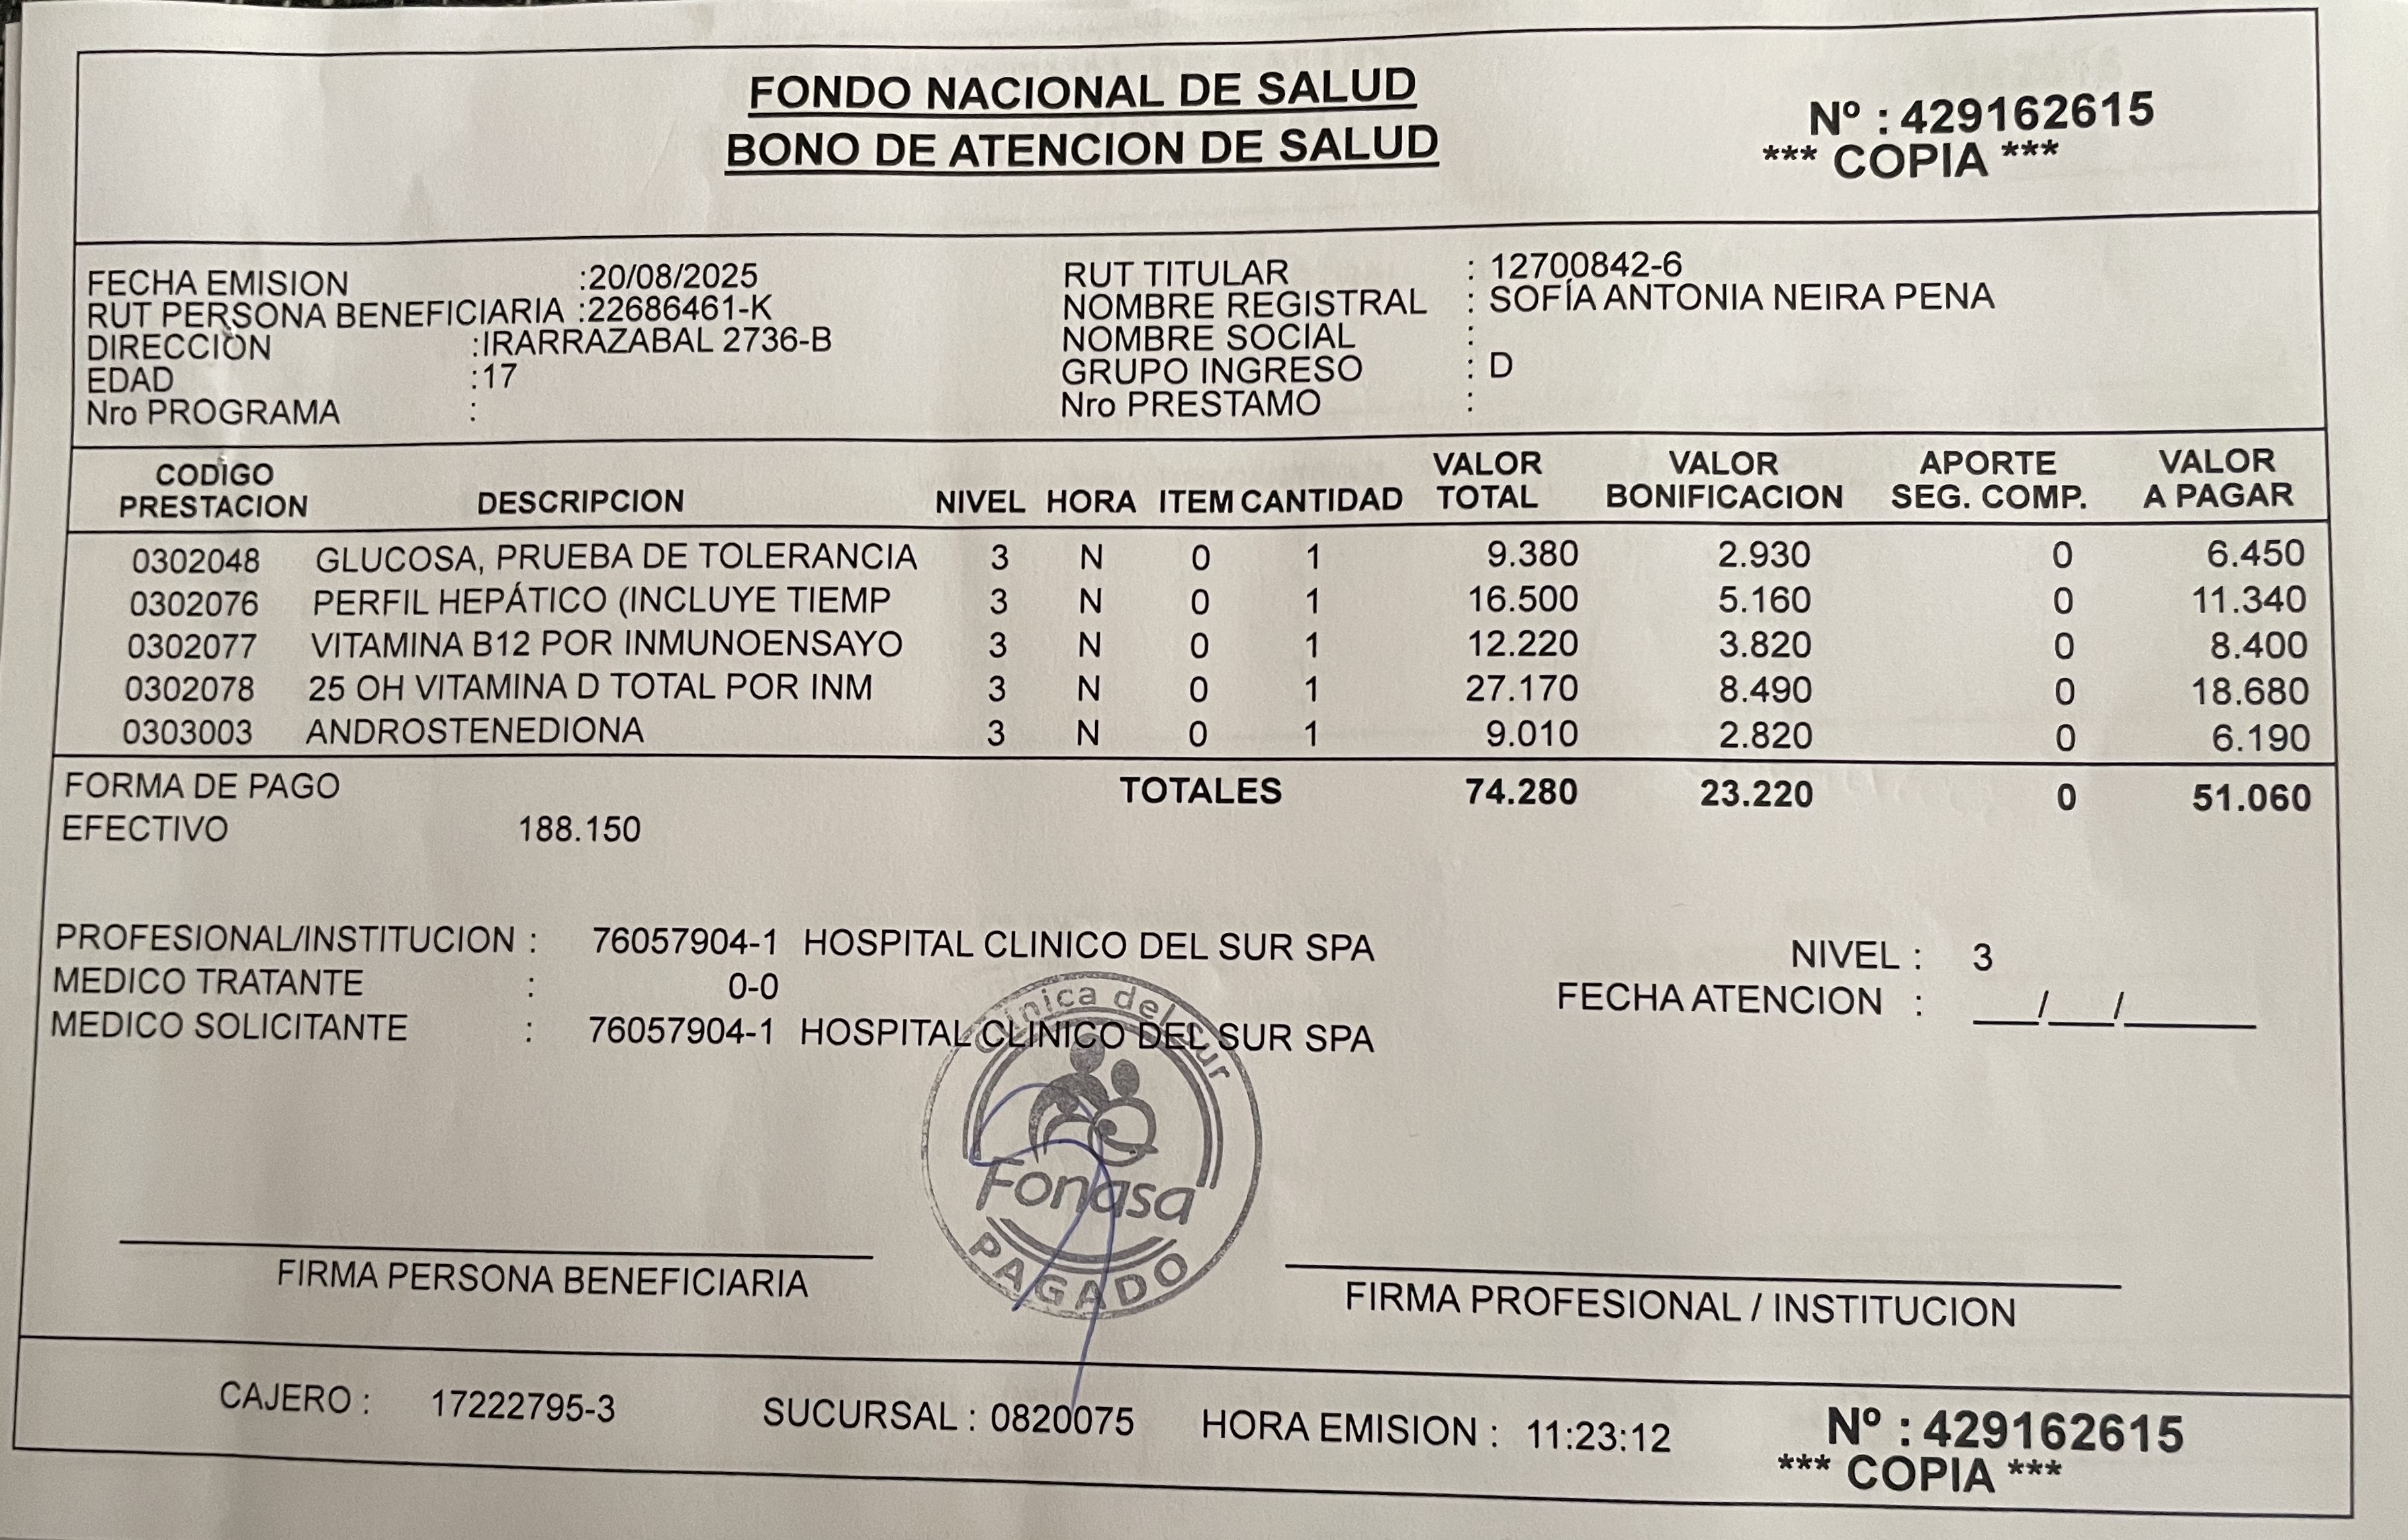 FONDO NACIONAL DE SALUD
BONO DE ATENCION DE SALUD
Nº : 429162615
*** COPIA ***
FECHA EMISION :20/08/2025
RUT PERSONA BENEFICIARIA :22686461-K
DIRECCION :IRARRAZABAL 2736-B
EDAD :17
Nro PROGRAMA :
RUT TITULAR : 12700842-6
NOMBRE REGISTRAL : SOFÍA ANTONIA NEIRA PENA
NOMBRE SOCIAL :
GRUPO INGRESO : D
Nro PRESTAMO :
CODIGO PRESTACION DESCRIPCION NIVEL HORA ITEM CANTIDAD VALOR TOTAL VALOR BONIFICACION APORTE SEG. COMP. VALOR A PAGAR
0302048 GLUCOSA, PRUEBA DE TOLERANCIA 3 N 0 1 9.380 2.930 0 6.450
0302076 PERFIL HEPÁTICO (INCLUYE TIEMP 3 N 0 1 16.500 5.160 0 11.340
0302077 VITAMINA B12 POR INMUNOENSAYO 3 N 0 1 12.220 3.820 0 8.400
0302078 25 OH VITAMINA D TOTAL POR INM 3 N 0 1 27.170 8.490 0 18.680
0303003 ANDROSTENEDIONA 3 N 0 1 9.010 2.820 0 6.190
FORMA DE PAGO TOTALES 74.280 23.220 0 51.060
EFECTIVO 188.150
PROFESIONAL/INSTITUCION : 76057904-1 HOSPITAL CLINICO DEL SUR SPA
MEDICO TRATANTE : 0-0
MEDICO SOLICITANTE : 76057904-1 HOSPITAL CLINICO DEL SUR SPA
NIVEL : 3
FECHA ATENCION : ___/___/______
Clínica del Sur
Fonasa
PAGADO
FIRMA PERSONA BENEFICIARIA
FIRMA PROFESIONAL / INSTITUCION
CAJERO : 17222795-3 SUCURSAL : 0820075 HORA EMISION : 11:23:12
Nº : 429162615
*** COPIA ***